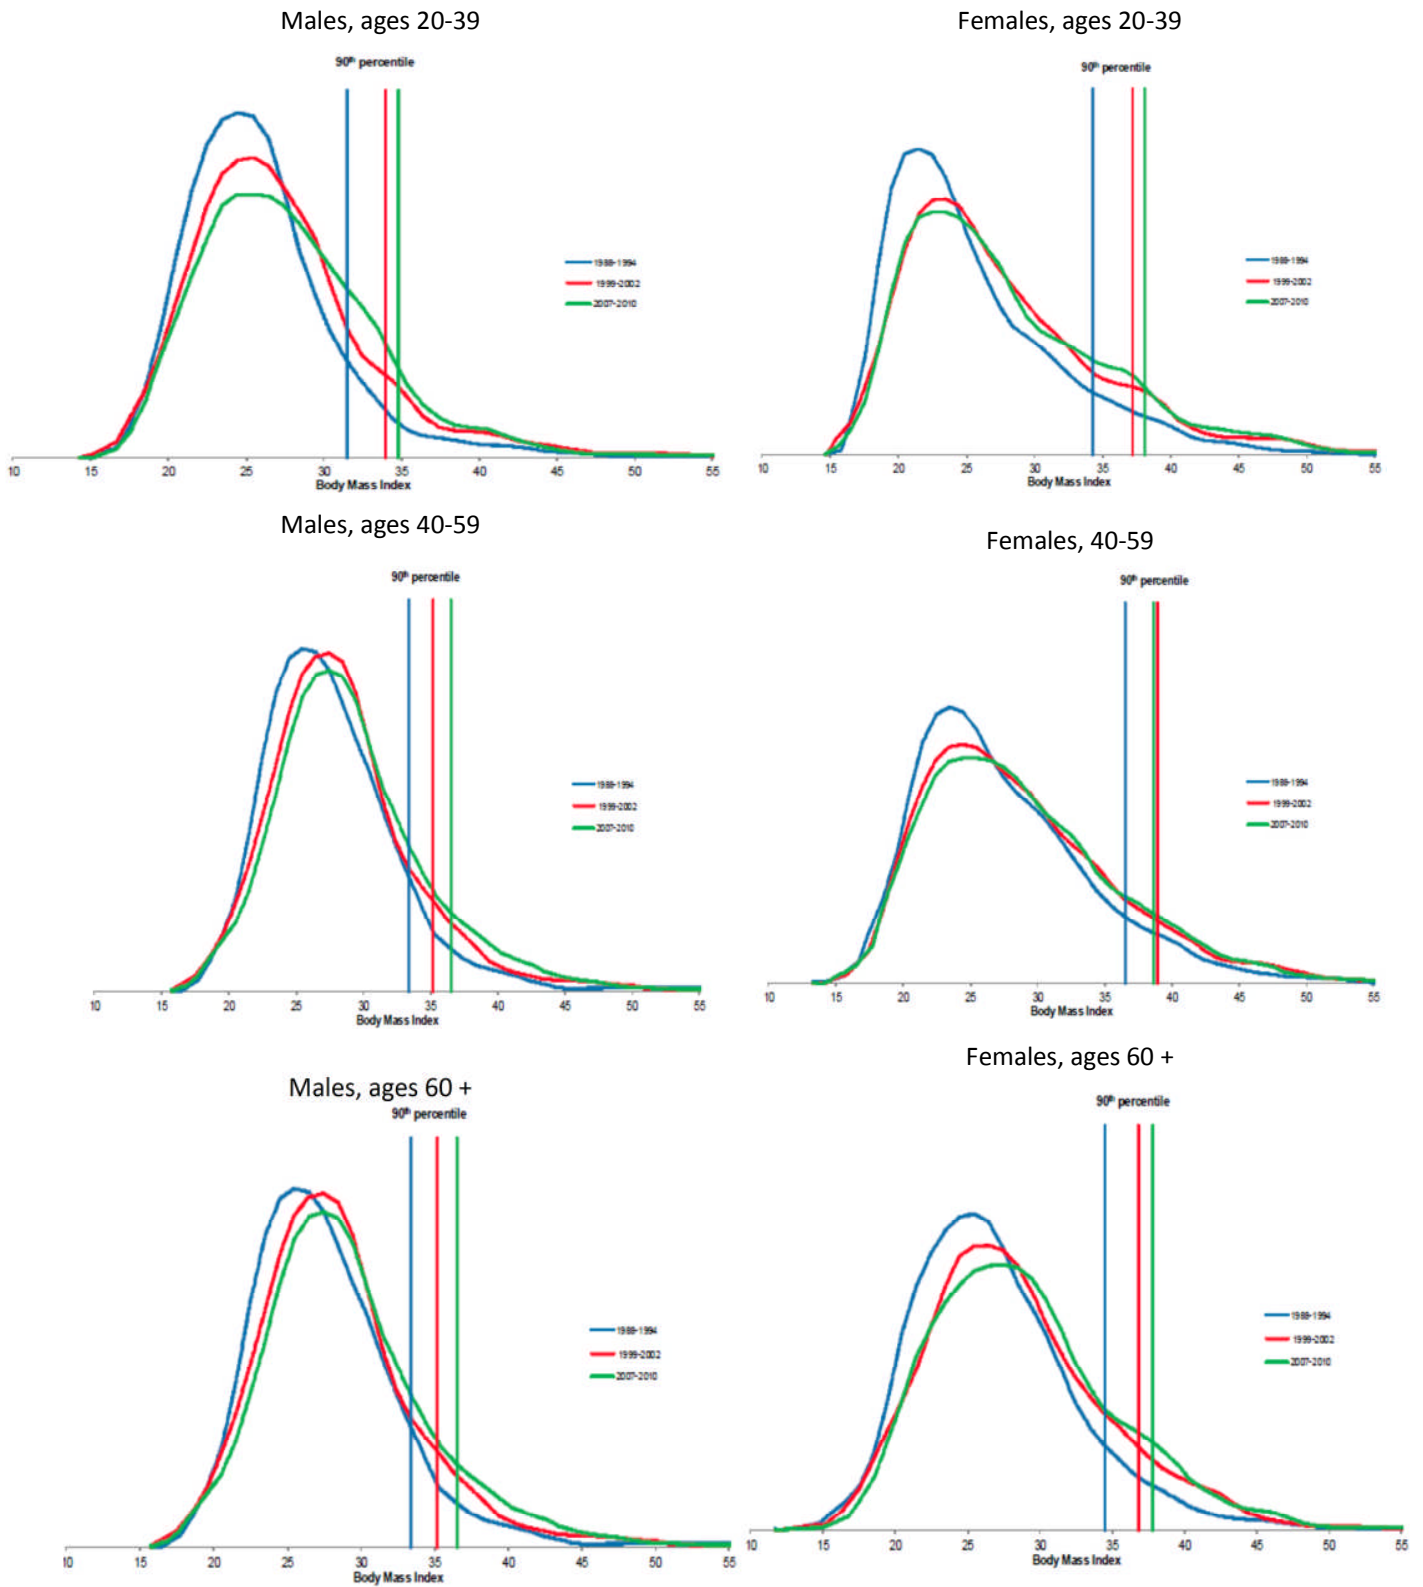 Males, ages 20-39
90th percentile
1988-1994
1999-2002
2007-2010
10 15 20 25 30 35 40 45 50 55
Body Mass Index
Females, ages 20-39
90th percentile
1988-1994
1999-2002
2007-2010
10 15 20 25 30 35 40 45 50 55
Body Mass Index
Males, ages 40-59
90th percentile
1988-1994
1999-2002
2007-2010
10 15 20 25 30 35 40 45 50 55
Body Mass Index
Females, 40-59
90th percentile
1988-1994
1999-2002
2007-2010
10 15 20 25 30 35 40 45 50 55
Body Mass Index
Males, ages 60 +
90th percentile
1988-1994
1999-2002
2007-2010
10 15 20 25 30 35 40 45 50 55
Body Mass Index
Females, ages 60 +
90th percentile
1988-1994
1999-2002
2007-2010
10 15 20 25 30 35 40 45 50 55
Body Mass Index